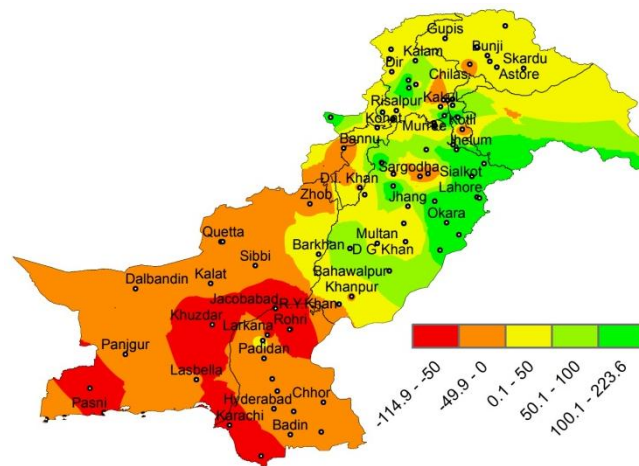 Gupis
Kalam
Bunji
Dir
Skardu
Chilas
Astore
Risalpur
Kakul
Kohat
Kotli
Bannu
Jhelum
Sargodha
Sialkot
D.I. Khan
Zhob
Lahore
Jhang
Okara
Quetta
Multan
Barkhan
D G Khan
Sibbi
Bahawalpur
Kalat
Dalbandin
Khanpur
Jacobabad
R.Y.Khan
Khuzdar
Larkana
Rohri
Panjgur
Padidan
Lasbella
Pasni
Hyderabad
Chhor
Karachi
Badin
-114.9 - -50
-49.9 - 0
0.1 - 50
50.1 - 100
100.1 - 223.6